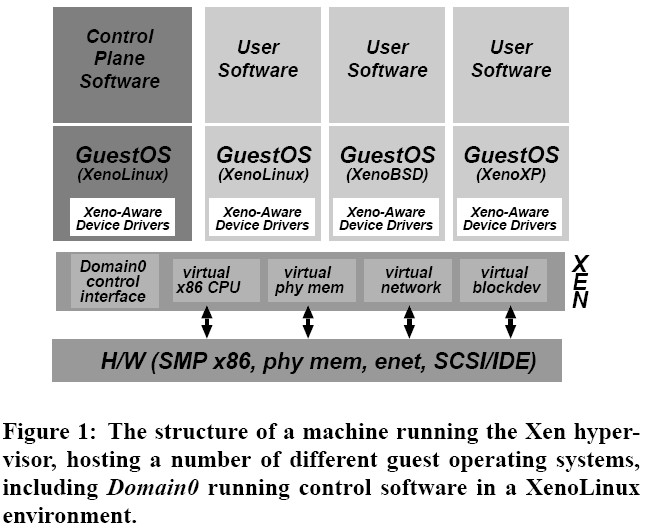 Control
Plane
Software
User
Software
User
Software
User
Software
GuestOS
(XenoLinux)
Xeno-Aware
Device Drivers
GuestOS
(XenoLinux)
Xeno-Aware
Device Drivers
GuestOS
(XenoBSD)
Xeno-Aware
Device Drivers
GuestOS
(XenoXP)
Xeno-Aware
Device Drivers
Domain0
control
interface
virtual
x86 CPU
virtual
phy mem
virtual
network
virtual
blockdev
XEN
H/W (SMP x86, phy mem, enet, SCSI/IDE)
Figure 1: The structure of a machine running the Xen hyper-
visor, hosting a number of different guest operating systems,
including Domain0 running control software in a XenoLinux
environment.